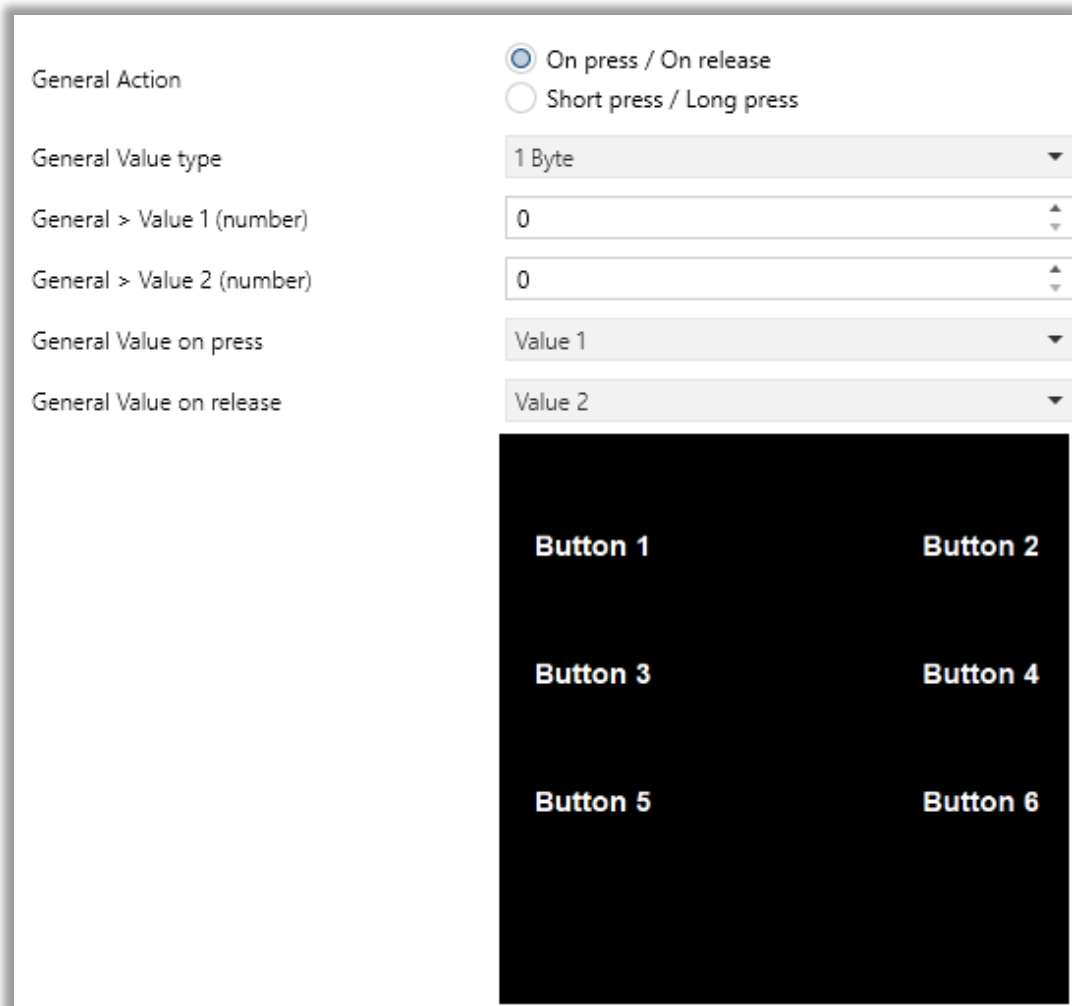 General Action
On press / On release
Short press / Long press
General Value type
1 Byte
General > Value 1 (number)
0
General > Value 2 (number)
0
General Value on press
Value 1
General Value on release
Value 2
Button 1
Button 2
Button 3
Button 4
Button 5
Button 6